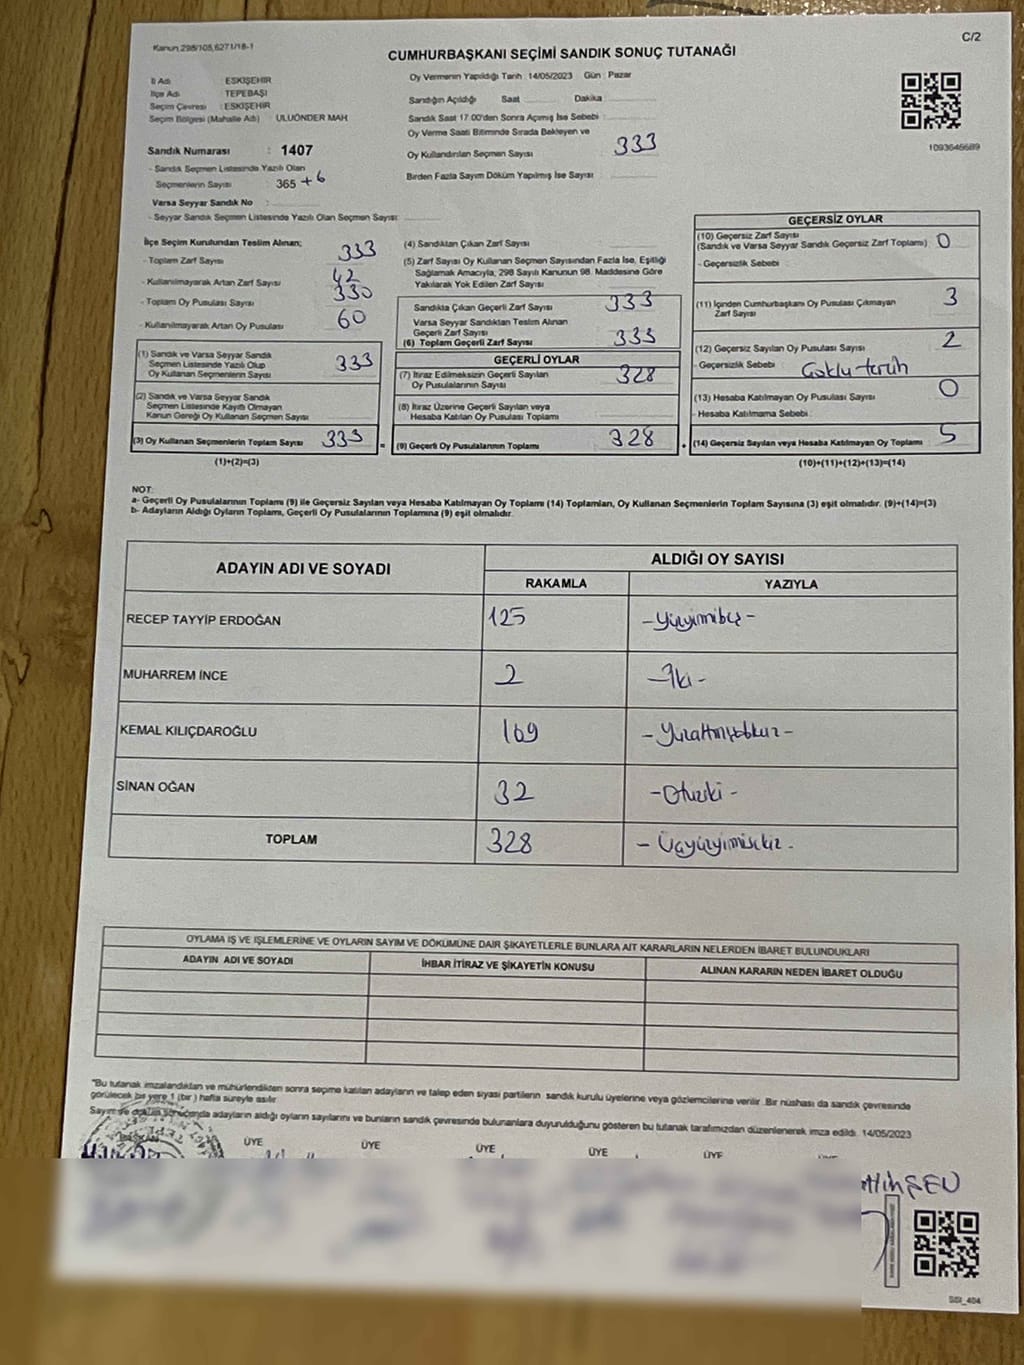 Kanun 298/105,6271/18-1
C/2
CUMHURBAŞKANI SEÇİMİ SANDIK SONUÇ TUTANAĞI
İl Adı : ESKİŞEHİR
İlçe Adı : TEPEBAŞI
Seçim Çevresi : ESKİŞEHİR
Seçim Bölgesi (Mahalle Adı) : ULUÖNDER MAH
Sandık Numarası : 1407
- Sandık Seçmen Listesinde Yazılı Olan
Seçmenlerin Sayısı : 365 +6
Varsa Seyyar Sandık No :
- Seyyar Sandık Seçmen Listesinde Yazılı Olan Seçmen Sayısı:
Oy Vermenin Yapıldığı Tarih : 14/05/2023 Gün : Pazar
Sandığın Açıldığı Saat Dakika
Sandık Saat 17.00'den Sonra Açımış İse Sebebi :
Oy Verme Saati Bitiminde Sırada Bekleyen ve
Oy Kullandırılan Seçmen Sayısı 333
Birden Fazla Sayım Döküm Yapılmış İse Sayısı
1093645689
İlçe Seçim Kurulundan Teslim Alınan;
- Toplam Zarf Sayısı 333
- Kullanılmayarak Artan Zarf Sayısı 42
- Toplam Oy Pusulası Sayısı 330
- Kullanılmayarak Artan Oy Pusulası 60
(1) Sandık ve Varsa Seyyar Sandık
Seçmen Listesinde Yazılı Olup
Oy Kullanan Seçmenlerin Sayısı 333
(2) Sandık ve Varsa Seyyar Sandık
Seçmen Listesinde Kayıtlı Olmayan
Kanun Gereği Oy Kullanan Seçmen Sayısı
(3) Oy Kullanan Seçmenlerin Toplam Sayısı 333 =
(1)+(2)=(3)
(4) Sandıktan Çıkan Zarf Sayısı
(5) Zarf Sayısı Oy Kullanan Seçmen Sayısından Fazla İse, Eşitliği
Sağlamak Amacıyla, 298 Sayılı Kanunun 98. Maddesine Göre
Yakılarak Yok Edilen Zarf Sayısı
Sandıkta Çıkan Geçerli Zarf Sayısı 333
Varsa Seyyar Sandıktan Teslim Alınan
Geçerli Zarf Sayısı
(6) Toplam Geçerli Zarf Sayısı 333
GEÇERLİ OYLAR
(7) İtiraz Edilmeksizin Geçerli Sayılan
Oy Pusulalarının Sayısı 328
(8) İtiraz Üzerine Geçerli Sayılan veya
Hesaba Katılan Oy Pusulası Toplamı
(9) Geçerli Oy Pusulalarının Toplamı 328
GEÇERSİZ OYLAR
(10) Geçersiz Zarf Sayısı
(Sandık ve Varsa Seyyar Sandık Geçersiz Zarf Toplamı) 0
- Geçersizlik Sebebi :
(11) İçinden Cumhurbaşkanı Oy Pusulası Çıkmayan
Zarf Sayısı 3
(12) Geçersiz Sayılan Oy Pusulası Sayısı 2
- Geçersizlik Sebebi : Çoklu tercih
(13) Hesaba Katılmayan Oy Pusulası Sayısı 0
- Hesaba Katılmama Sebebi :
(14) Geçersiz Sayılan veya Hesaba Katılmayan Oy Toplamı 5
(10)+(11)+(12)+(13)=(14)
NOT:
a- Geçerli Oy Pusulalarının Toplamı (9) ile Geçersiz Sayılan veya Hesaba Katılmayan Oy Toplamı (14) Toplamları, Oy Kullanan Seçmenlerin Toplam Sayısına (3) eşit olmalıdır. (9)+(14)=(3)
b- Adayların Aldığı Oyların Toplamı, Geçerli Oy Pusulalarının Toplamına (9) eşit olmalıdır.
ADAYIN ADI VE SOYADI
ALDIĞI OY SAYISI
RAKAMLA YAZIYLA
RECEP TAYYİP ERDOĞAN 125 -Yüzyirmibeş-
MUHARREM İNCE 2 -İki-
KEMAL KILIÇDAROĞLU 169 -Yüzaltmışdokuz-
SİNAN OĞAN 32 -Otuziki-
TOPLAM 328 - Üçyüzyirmisekiz.
OYLAMA İŞ VE İŞLEMLERİNE VE OYLARIN SAYIM VE DÖKÜMÜNE DAİR ŞİKAYETLERLE BUNLARA AİT KARARLARIN NELERDEN İBARET BULUNDUKLARI
ADAYIN ADI VE SOYADI İHBAR İTİRAZ VE ŞİKAYETİN KONUSU ALINAN KARARIN NEDEN İBARET OLDUĞU
"Bu tutanak imzalandıktan ve mühürlendikten sonra seçime katılan adayların ve talep eden siyasi partilerin sandık kurulu üyelerine veya gözlemcilerine verilir .Bir nüshası da sandık çevresinde
görülecek bir yere 1 (bir ) hafta süreyle asılır.
Sayım ve döküm sonucunda adayların aldığı oyların sayılarını ve bunların sandık çevresinde bulunanlara duyurulduğunu gösteren bu tutanak tarafımızdan düzenlenerek imza edildi. 14/05/2023
ÜYE ÜYE ÜYE ÜYE ÜYE
ŞEN